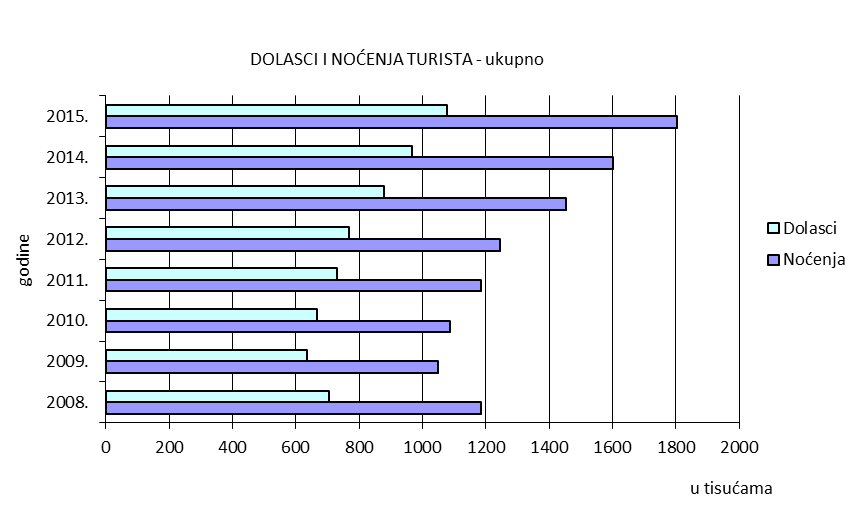 DOLASCI I NOĆENJA TURISTA - ukupno
2015.
2014.
2013.
2012.
2011.
2010.
2009.
2008.
godine
Dolasci
Noćenja
0 200 400 600 800 1000 1200 1400 1600 1800 2000
u tisućama